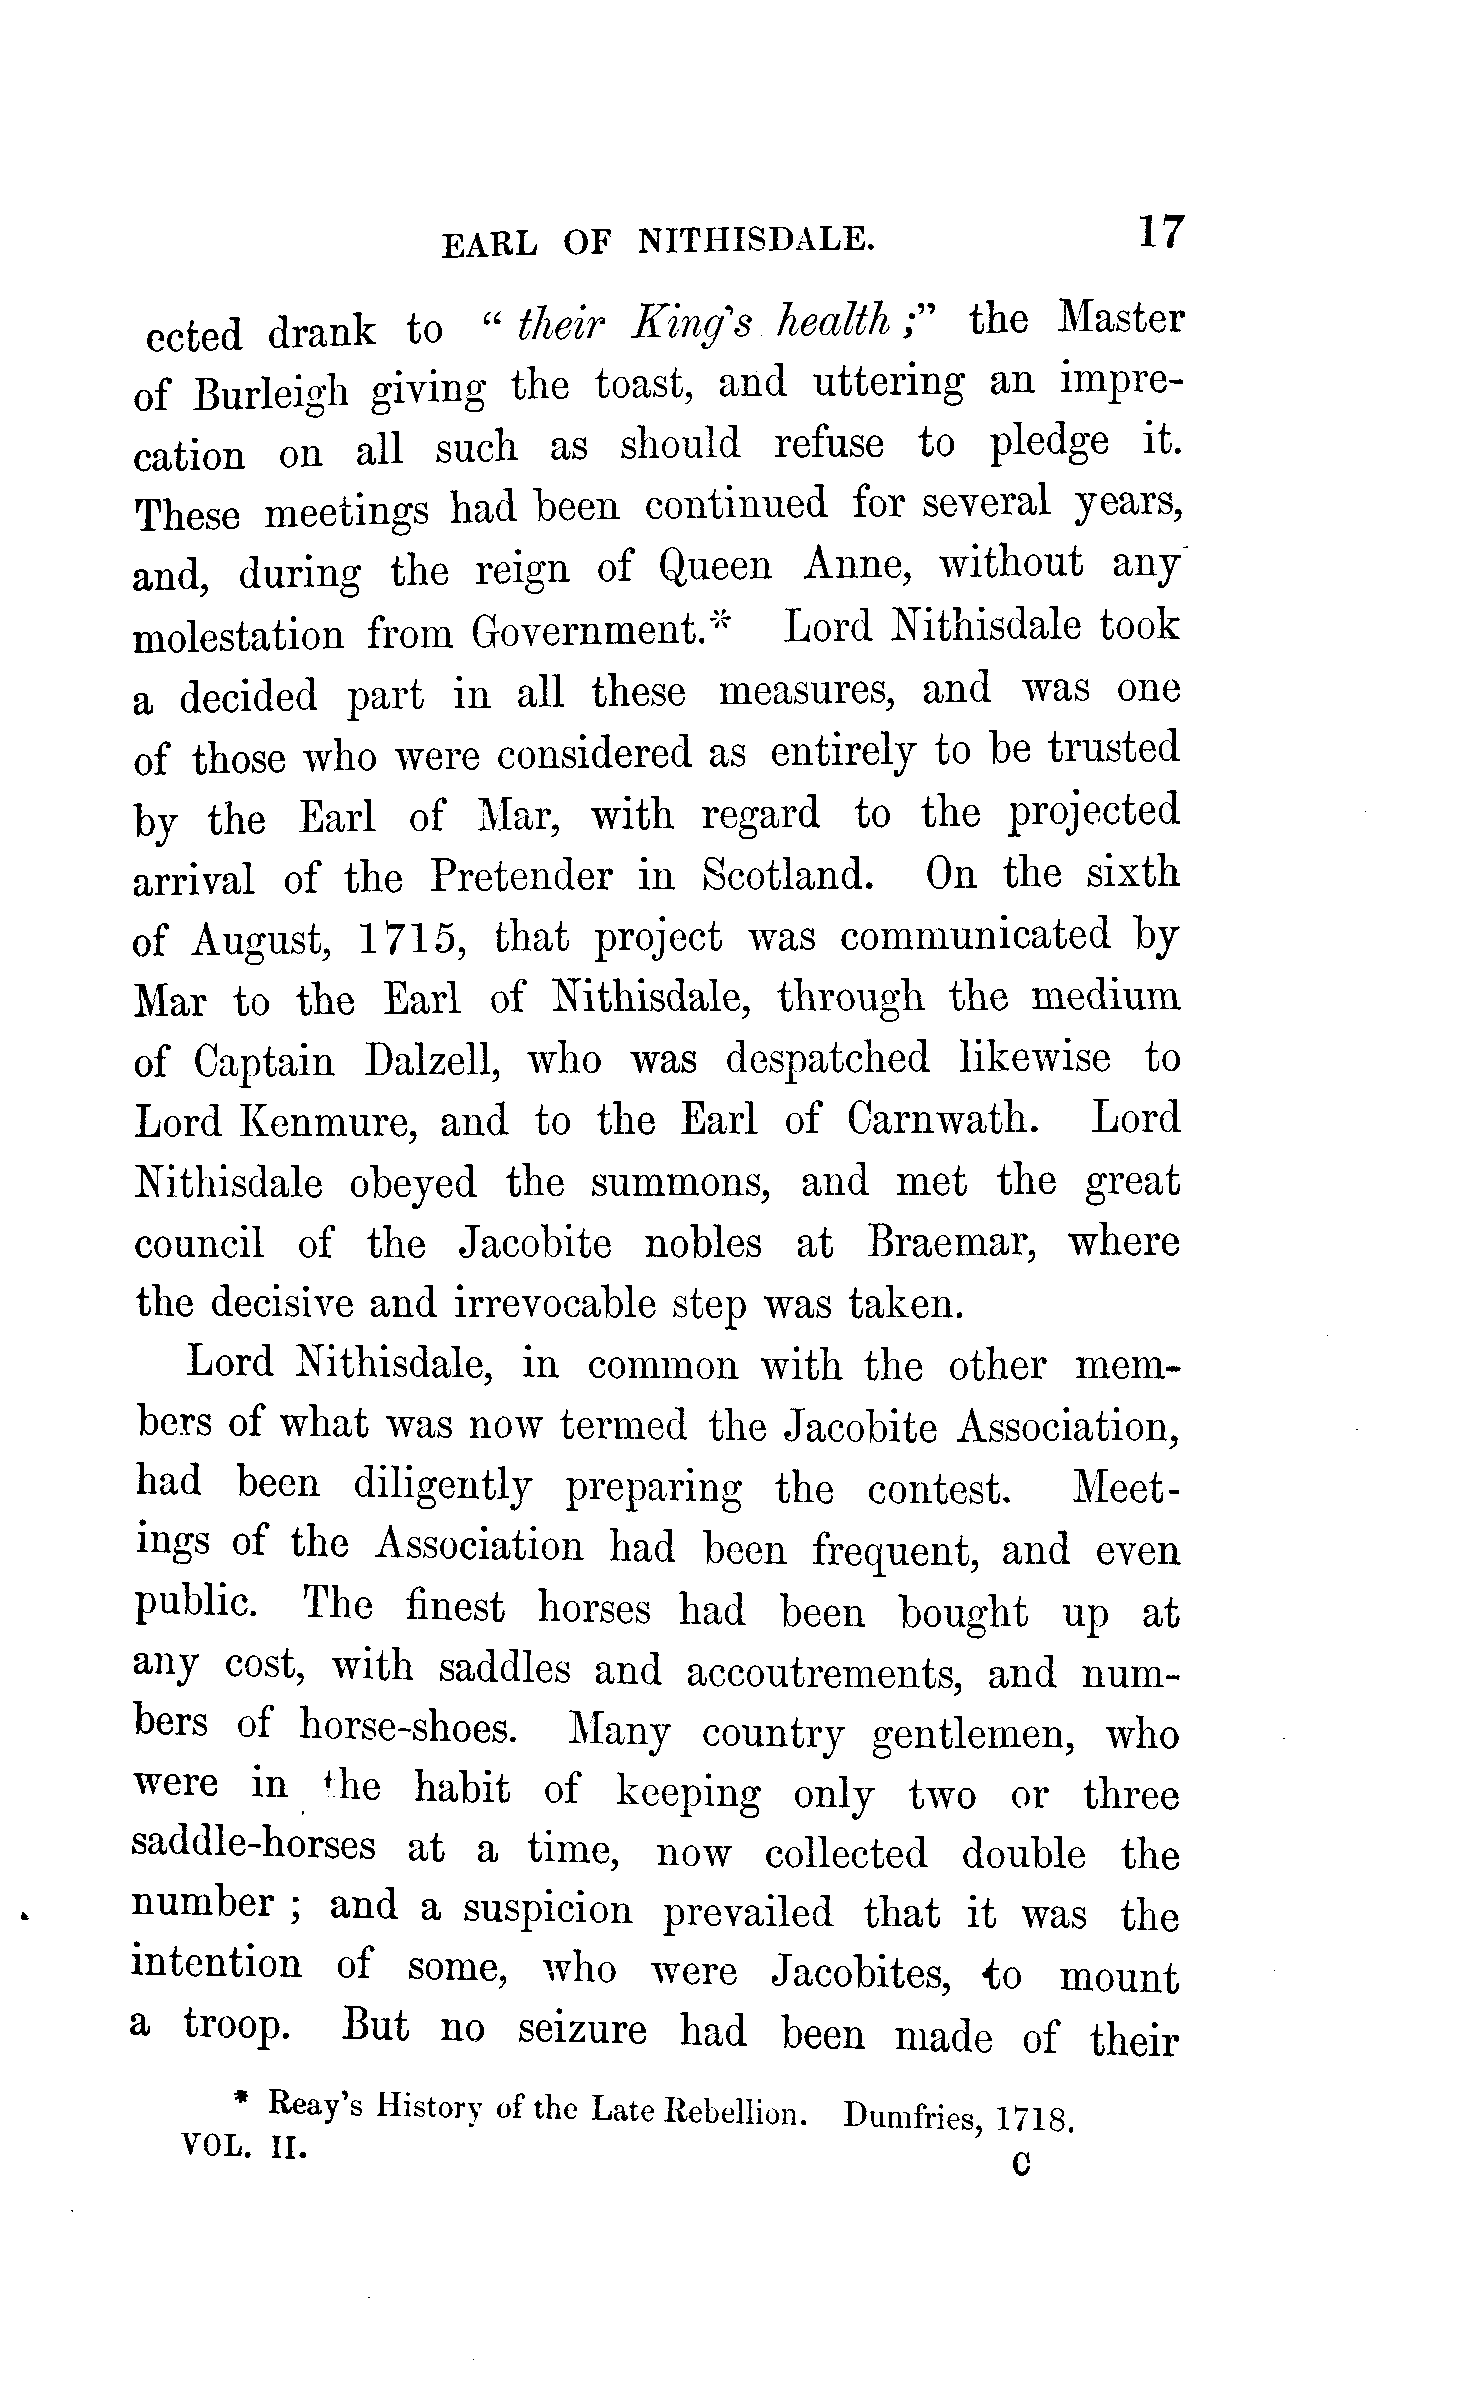 EARL OF NITHISDALE. 17
ected drank to “ their King's health ;” the Master
of Burleigh giving the toast, and uttering an impre-
cation on all such as should refuse to pledge it.
These meetings had been continued for several years,
and, during the reign of Queen Anne, without any
molestation from Government.* Lord Nithisdale took
a decided part in all these measures, and was one
of those who were considered as entirely to be trusted
by the Earl of Mar, with regard to the projected
arrival of the Pretender in Scotland. On the sixth
of August, 1715, that project was communicated by
Mar to the Earl of Nithisdale, through the medium
of Captain Dalzell, who was despatched likewise to
Lord Kenmure, and to the Earl of Carnwath. Lord
Nithisdale obeyed the summons, and met the great
council of the Jacobite nobles at Braemar, where
the decisive and irrevocable step was taken.
Lord Nithisdale, in common with the other mem-
bers of what was now termed the Jacobite Association,
had been diligently preparing the contest. Meet-
ings of the Association had been frequent, and even
public. The finest horses had been bought up at
any cost, with saddles and accoutrements, and num-
bers of horse-shoes. Many country gentlemen, who
were in the habit of keeping only two or three
saddle-horses at a time, now collected double the
number ; and a suspicion prevailed that it was the
intention of some, who were Jacobites, to mount
a troop. But no seizure had been made of their
* Reay's History of the Late Rebellion. Dumfries, 1718.
VOL. II.
C